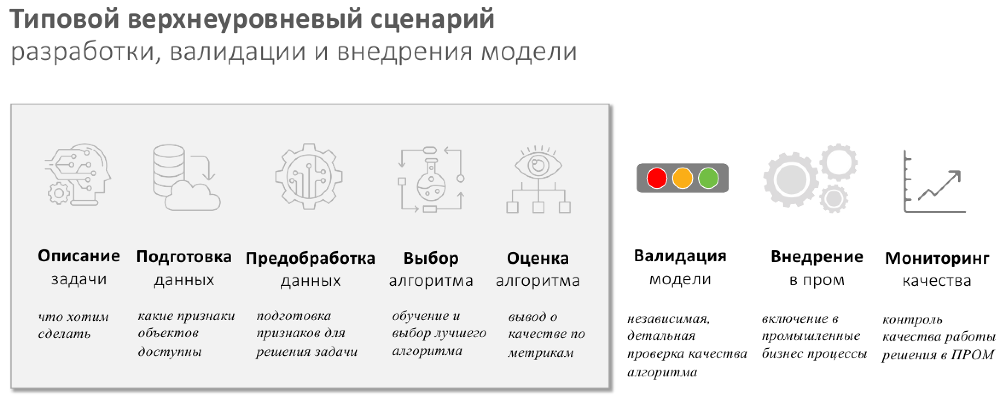 Типовой верхнеуровневый сценарий
разработки, валидации и внедрения модели
Описание
задачи
что хотим
сделать
Подготовка
данных
какие признаки
объектов
доступны
Предобработка
данных
подготовка
признаков для
решения задачи
Выбор
алгоритма
обучение и
выбор лучшего
алгоритма
Оценка
алгоритма
вывод о
качестве по
метрикам
Валидация
модели
независимая,
детальная
проверка качества
алгоритма
Внедрение
в пром
включение в
промышленные
бизнес процессы
Мониторинг
качества
контроль
качества работы
решения в ПРОМ